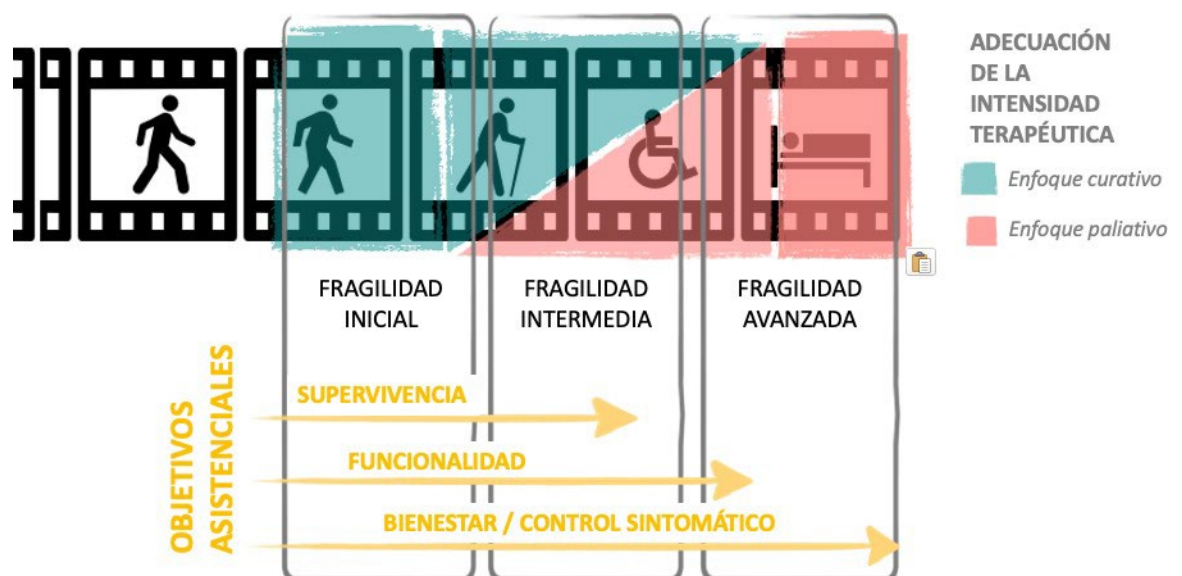 ADECUACIÓN
DE LA
INTENSIDAD
TERAPÉUTICA
Enfoque curativo
Enfoque paliativo
FRAGILIDAD
INICIAL
FRAGILIDAD
INTERMEDIA
FRAGILIDAD
AVANZADA
OBJETIVOS
ASISTENCIALES
SUPERVIVENCIA
FUNCIONALIDAD
BIENESTAR / CONTROL SINTOMÁTICO